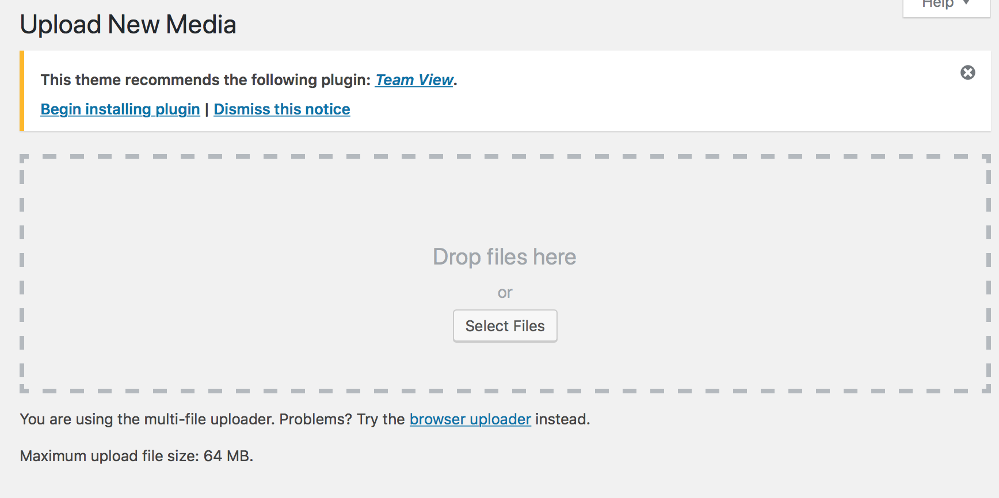 Help
Upload New Media
This theme recommends the following plugin: Team View.
Begin installing plugin | Dismiss this notice
Drop files here
or
Select Files
You are using the multi-file uploader. Problems? Try the browser uploader instead.
Maximum upload file size: 64 MB.